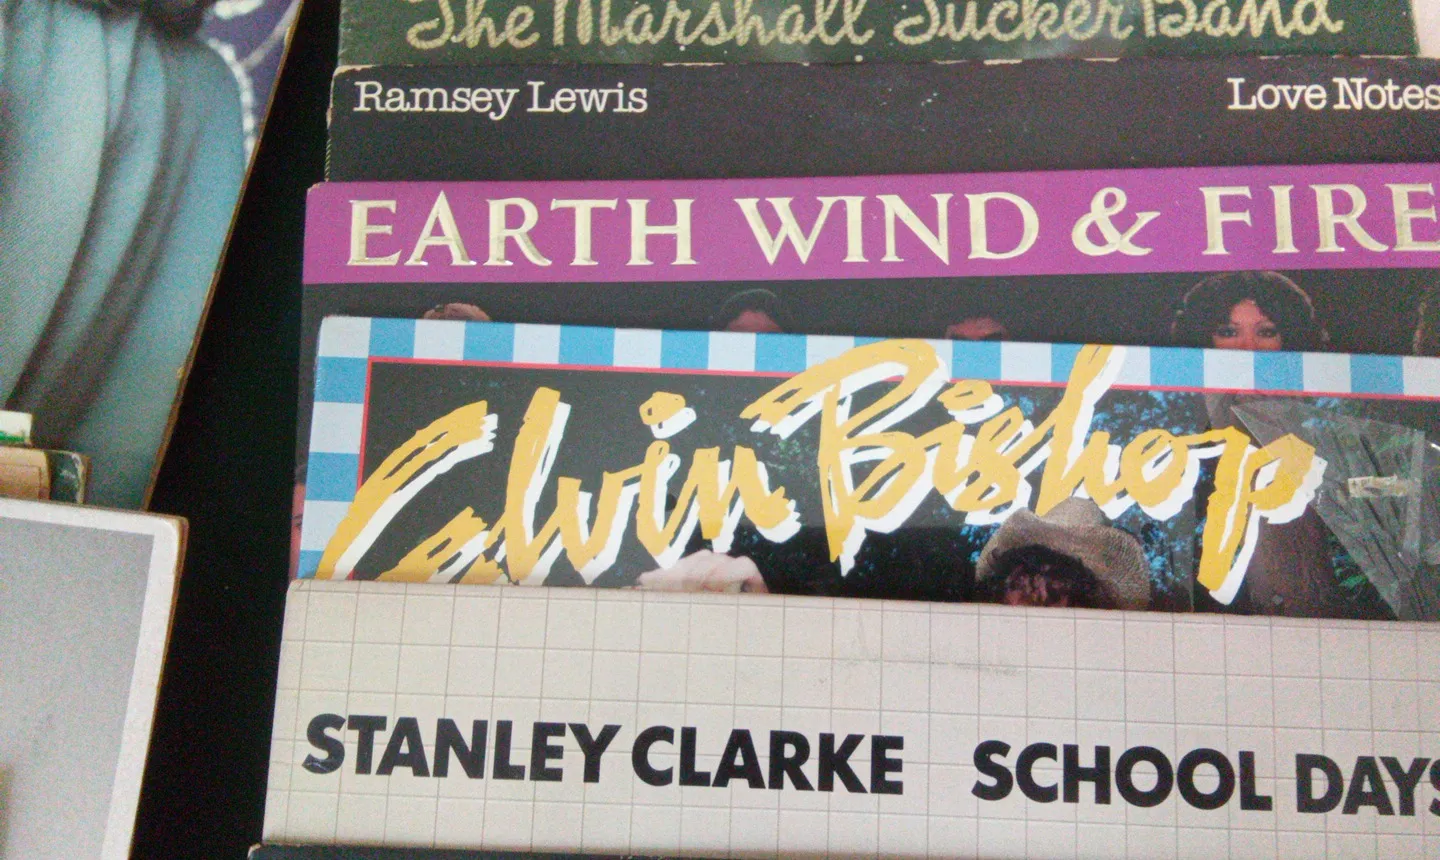 The Marshall Tucker Band
Ramsey Lewis Love Notes
EARTH WIND & FIRE
Elvin Bishop
STANLEY CLARKE SCHOOL DAYS